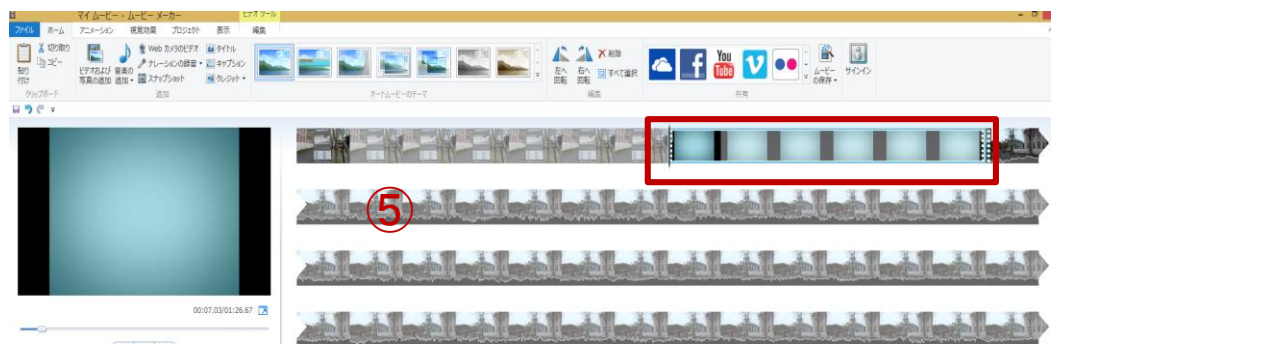 マイ ムービー - ムービー メーカー
ビデオ ツール
ファイル ホーム アニメーション 視覚効果 プロジェクト 表示 編集
切り取り
コピー
貼り付け
クリップボード
ビデオおよび写真の追加
音楽の追加
Web カメラのビデオ
ナレーションの録音
スナップショット
タイトル
キャプション
クレジット
追加
オートムービーのテーマ
左へ回転
右へ回転
削除
すべて選択
編集
You
Tube
共有
ムービーの保存
サインイン
⑤
00:07.03/01:26.67